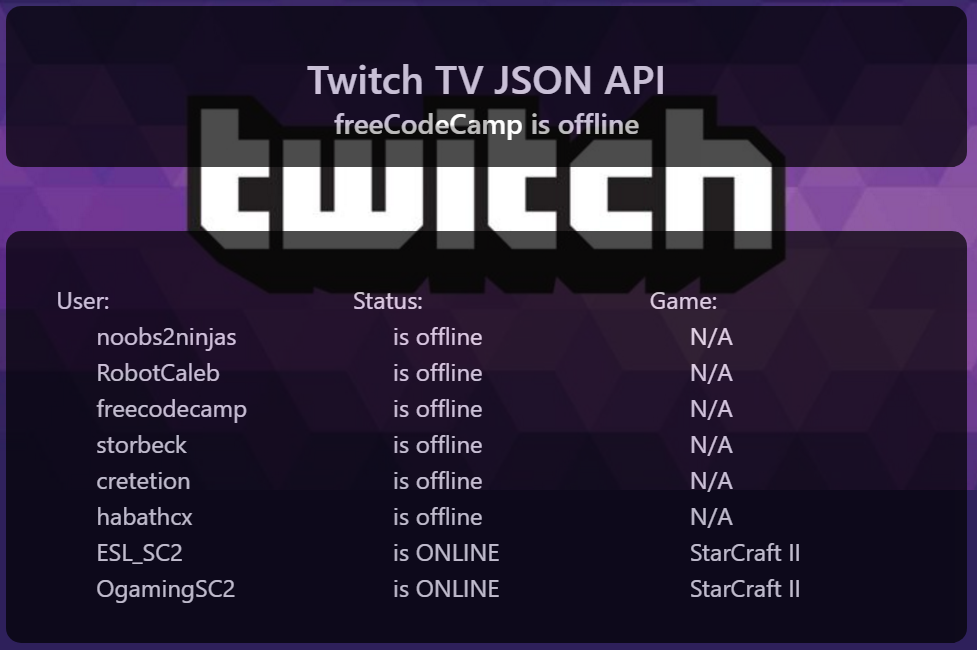 Twitch TV JSON API
freeCodeCamp is offline
twitch
User: Status: Game:
noobs2ninjas is offline N/A
RobotCaleb is offline N/A
freecodecamp is offline N/A
storbeck is offline N/A
cretetion is offline N/A
habathcx is offline N/A
ESL_SC2 is ONLINE StarCraft II
OgamingSC2 is ONLINE StarCraft II